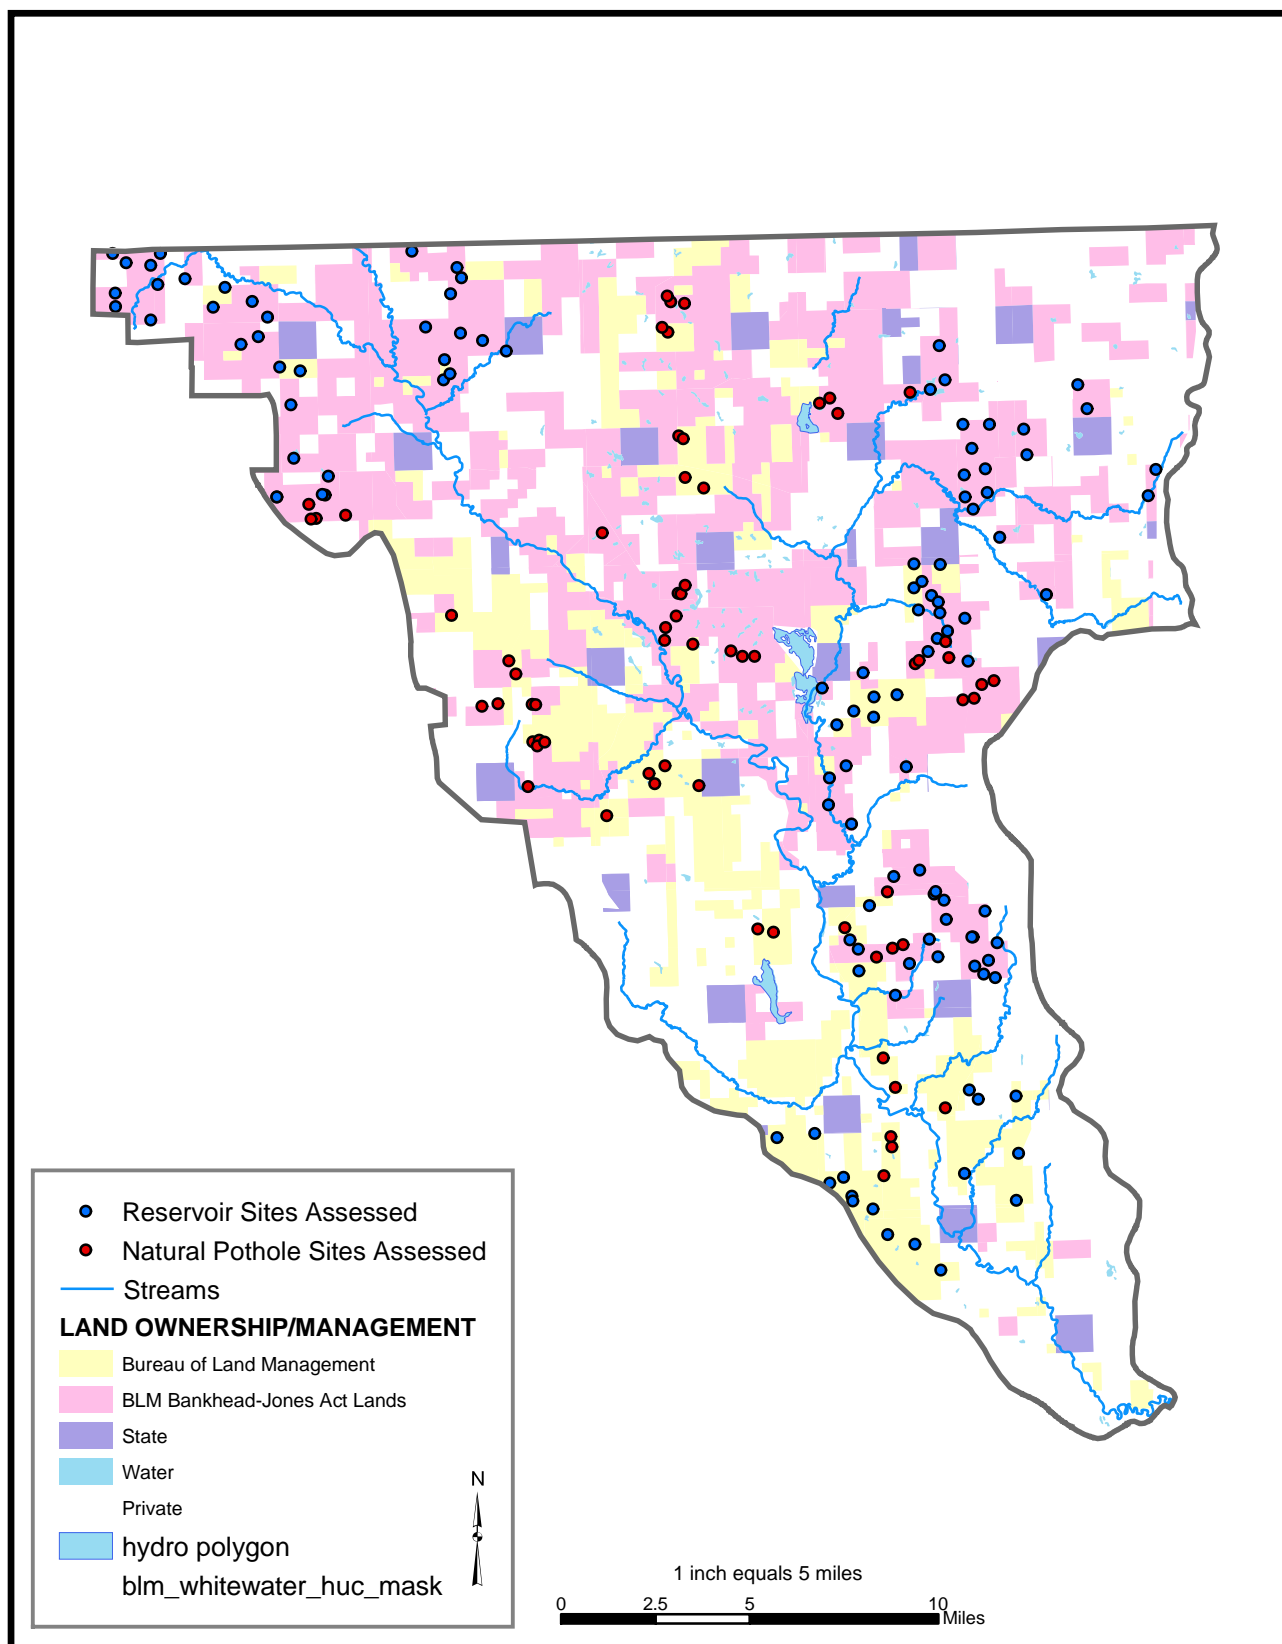 Reservoir Sites Assessed
Natural Pothole Sites Assessed
Streams
LAND OWNERSHIP/MANAGEMENT
Bureau of Land Management
BLM Bankhead-Jones Act Lands
State
Water
Private
hydro polygon
blm_whitewater_huc_mask
N
1 inch equals 5 miles
0 2.5 5 10
Miles